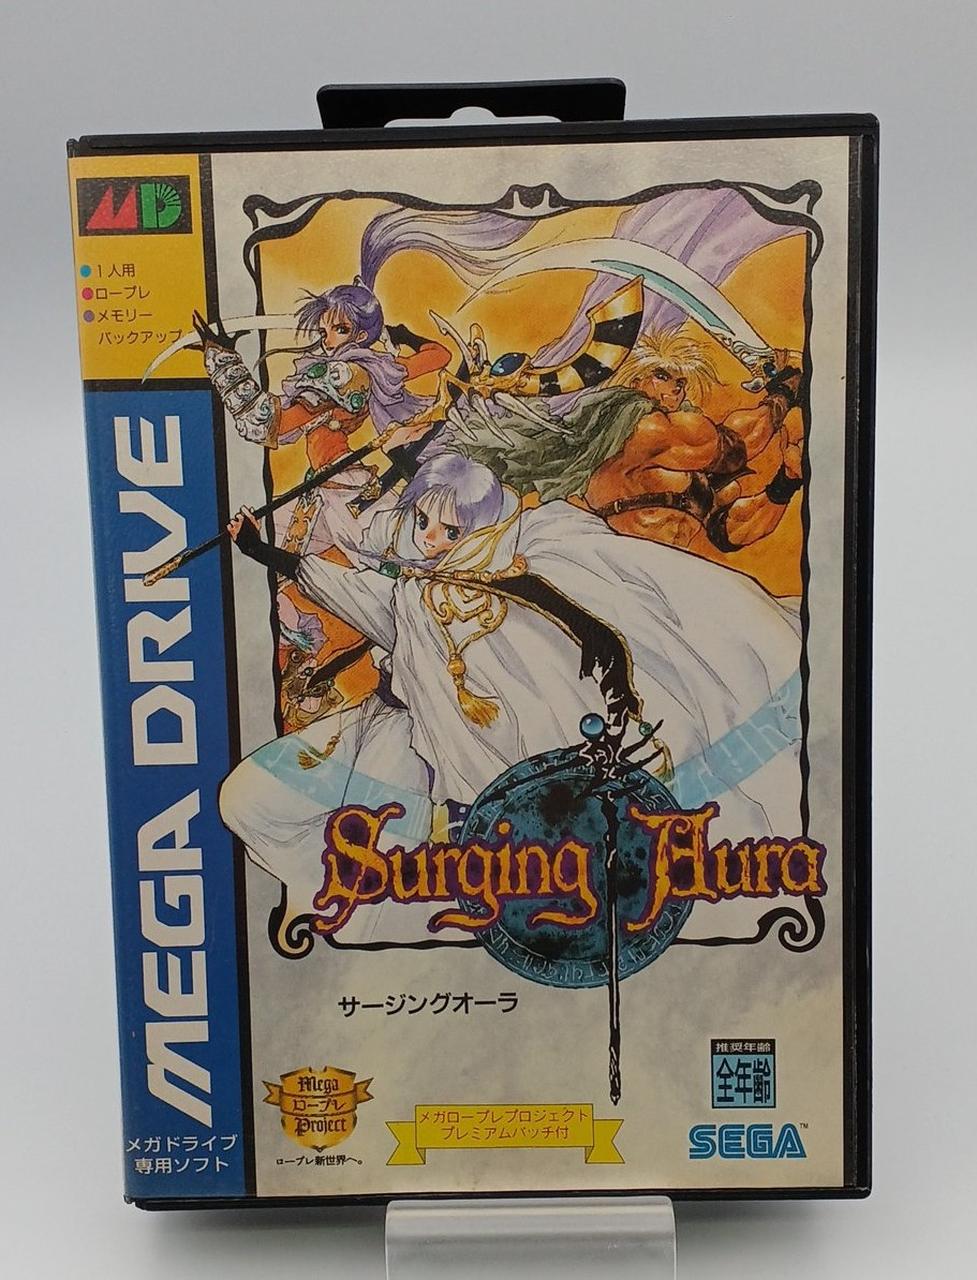 MD
●1人用
●ロープレ
●メモリー
バックアップ
MEGA DRIVE
メガドライブ
専用ソフト
Surging Aura
サージングオーラ
Mega
ロープレ
Project
ロープレ新世界へ。
メガロープレプロジェクト
プレミアムバッチ付
推奨年齢
全年齢
SEGA™